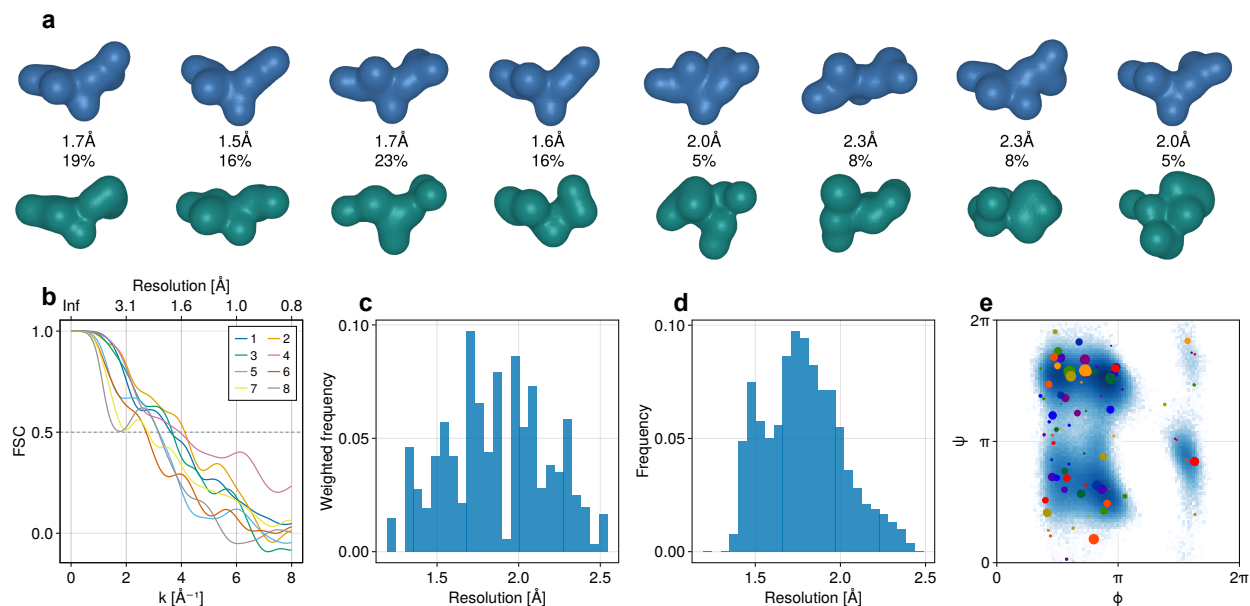 a
1.7Å 1.5Å 1.7Å 1.6Å 2.0Å 2.3Å 2.3Å 2.0Å
19% 16% 23% 16% 5% 8% 8% 5%
b
Resolution [Å]
Inf 3.1 1.6 1.0 0.8
1.0
0.5
0.0
FSC
1 2
3 4
5 6
7 8
0 2 4 6 8
k [Å⁻¹]
c
0.10
0.05
0.00
Weighted frequency
1.5 2.0 2.5
Resolution [Å]
d
0.10
0.05
0.00
Frequency
1.5 2.0 2.5
Resolution [Å]
e
2π
π
0
ψ
0 π 2π
ϕ